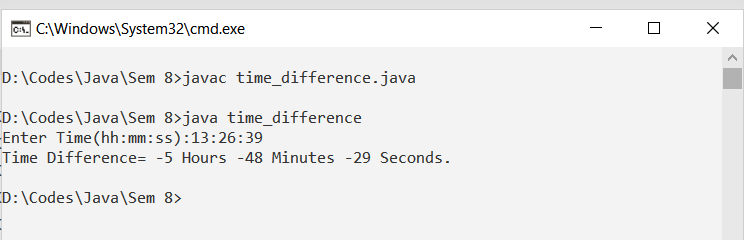 C:\Windows\System32\cmd.exe
D:\Codes\Java\Sem 8>javac time_difference.java
D:\Codes\Java\Sem 8>java time_difference
Enter Time(hh:mm:ss):13:26:39
Time Difference= -5 Hours -48 Minutes -29 Seconds.
D:\Codes\Java\Sem 8>